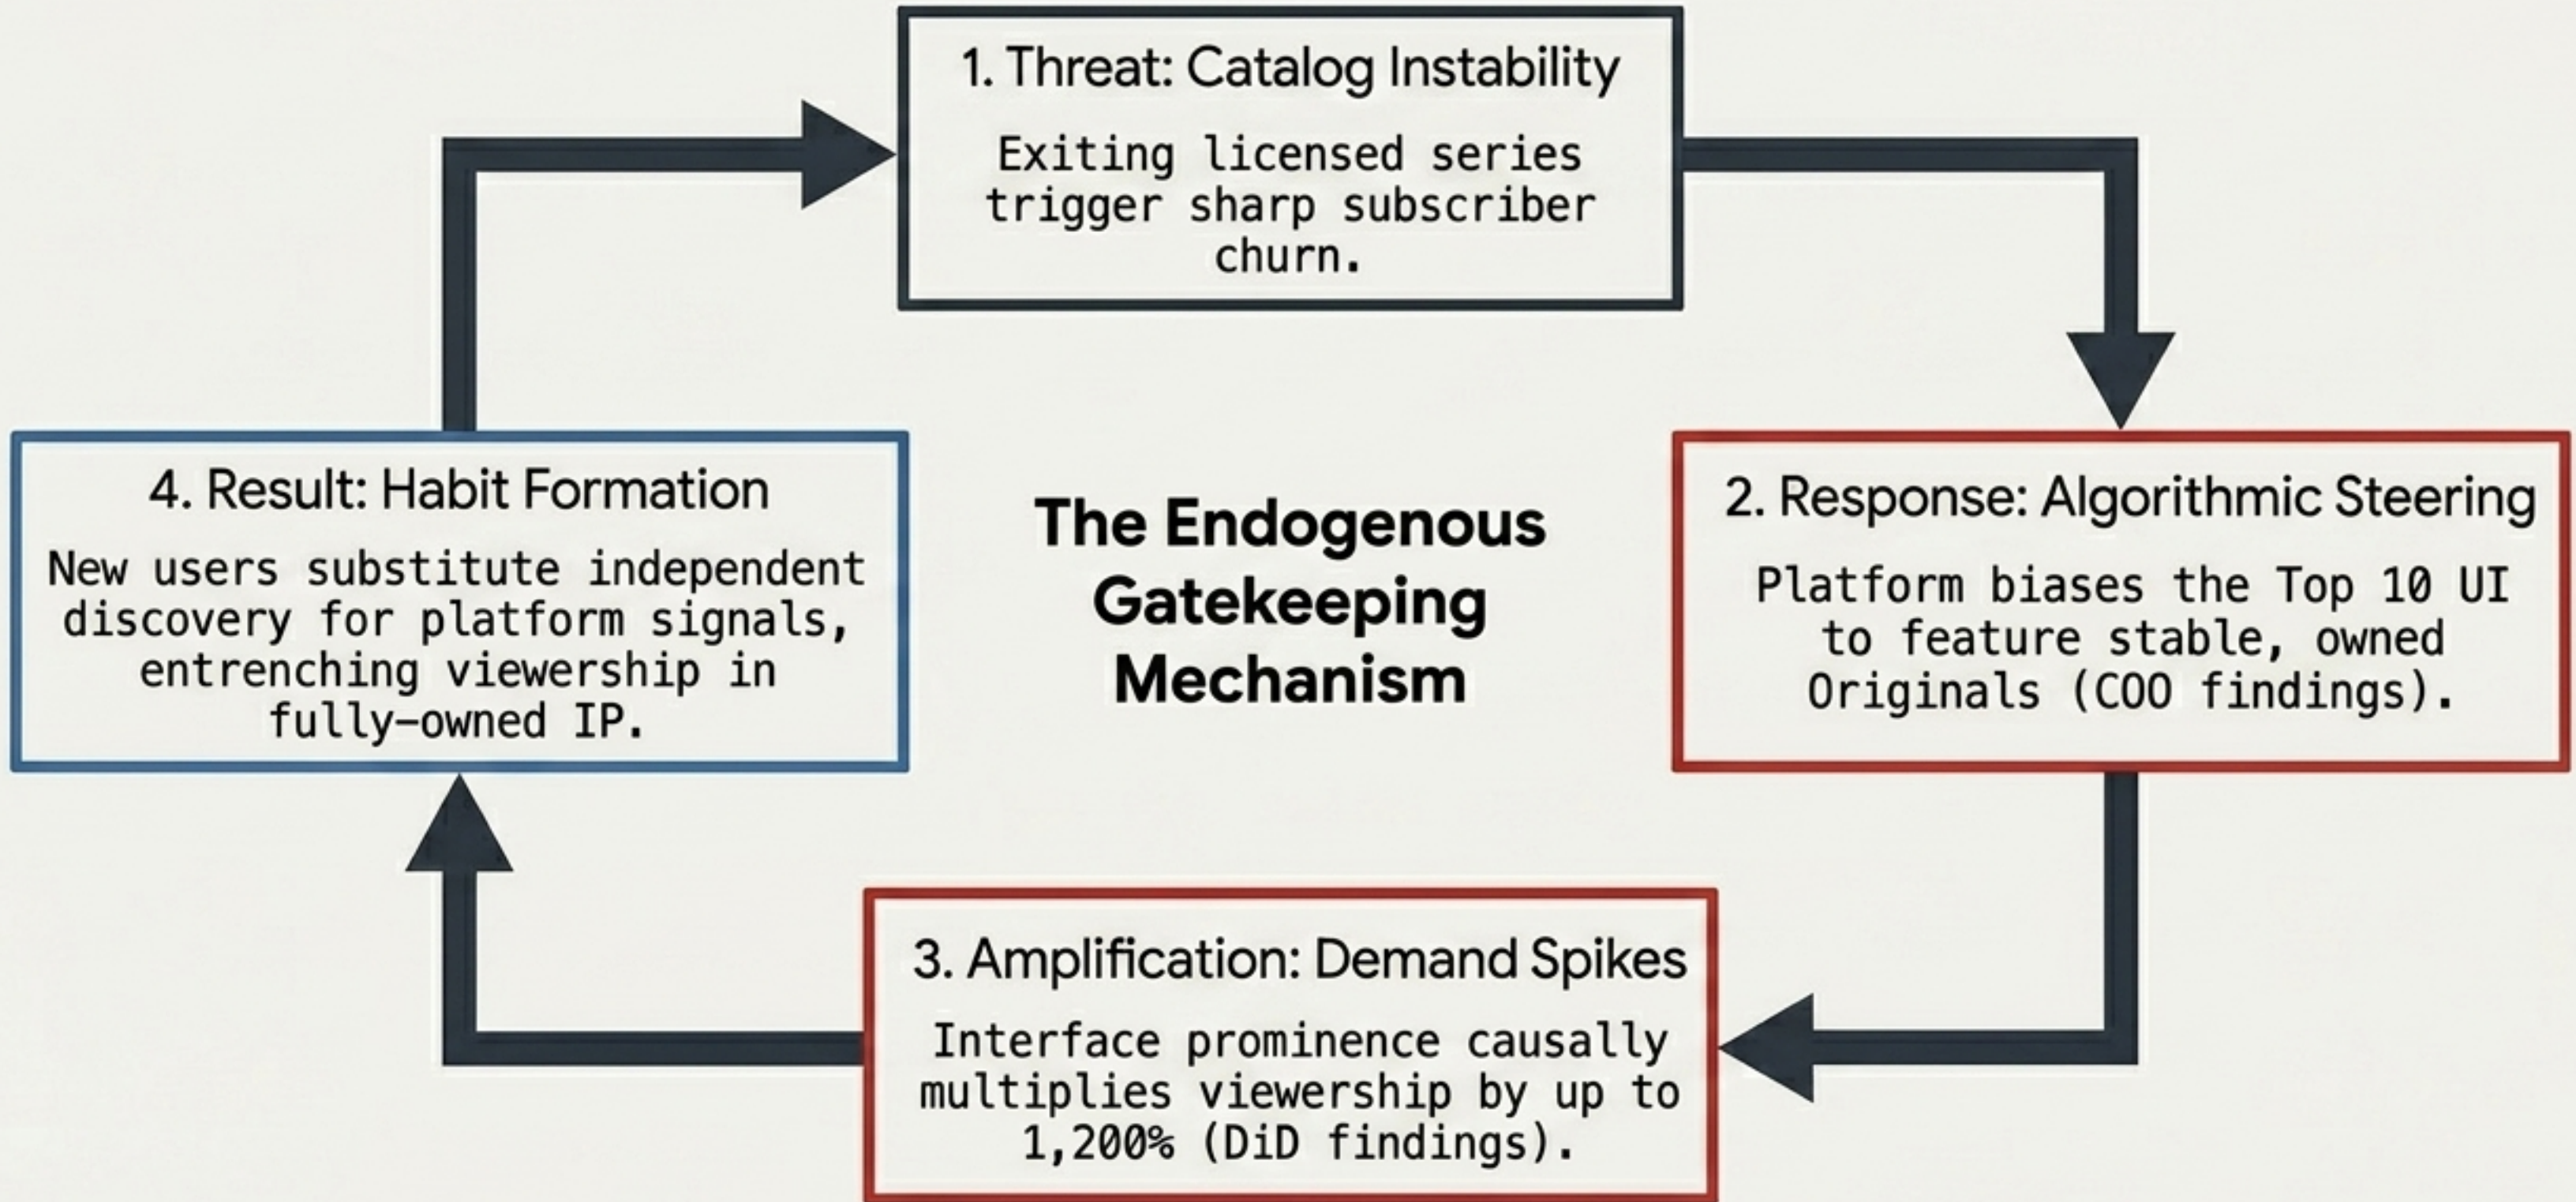 1. Threat: Catalog Instability
Exiting licensed series
trigger sharp subscriber
churn.
2. Response: Algorithmic Steering
Platform biases the Top 10 UI
to feature stable, owned
Originals (COO findings).
3. Amplification: Demand Spikes
Interface prominence causally
multiplies viewership by up to
1,200% (DiD findings).
4. Result: Habit Formation
New users substitute independent
discovery for platform signals,
entrenching viewership in
fully-owned IP.
The Endogenous
Gatekeeping
Mechanism